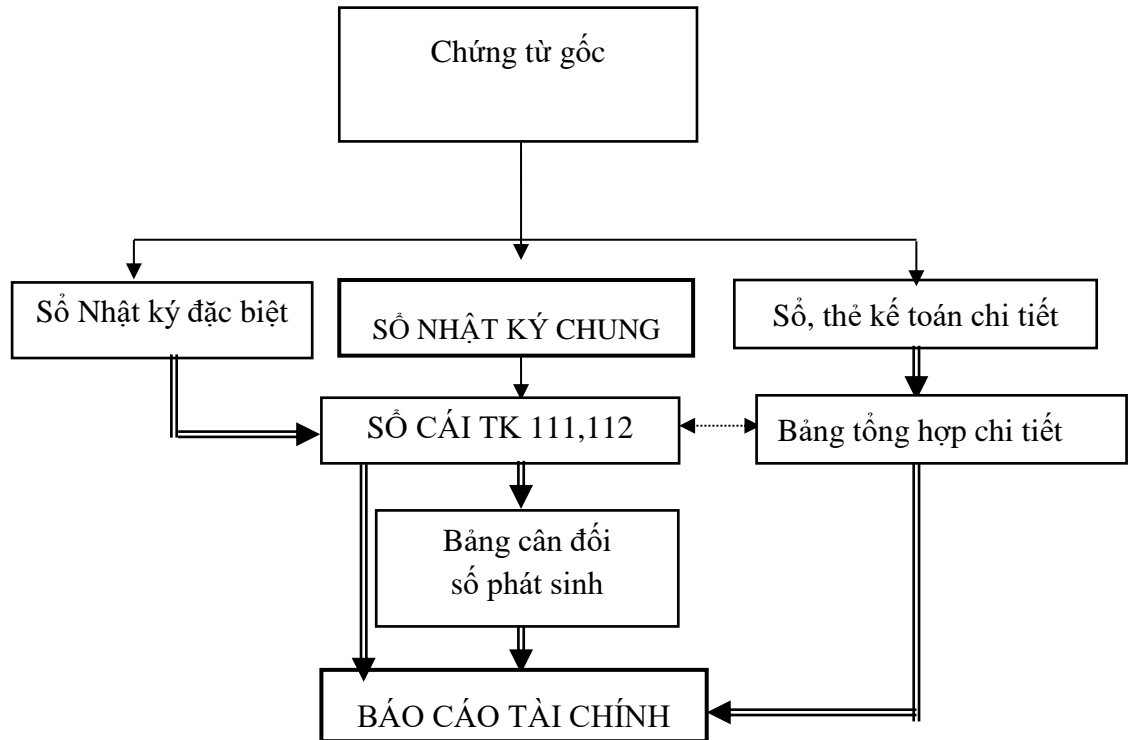 Chứng từ gốc
Sổ Nhật ký đặc biệt
SỔ NHẬT KÝ CHUNG
Sổ, thẻ kế toán chi tiết
SỔ CÁI TK 111,112
Bảng tổng hợp chi tiết
Bảng cân đối
số phát sinh
BÁO CÁO TÀI CHÍNH